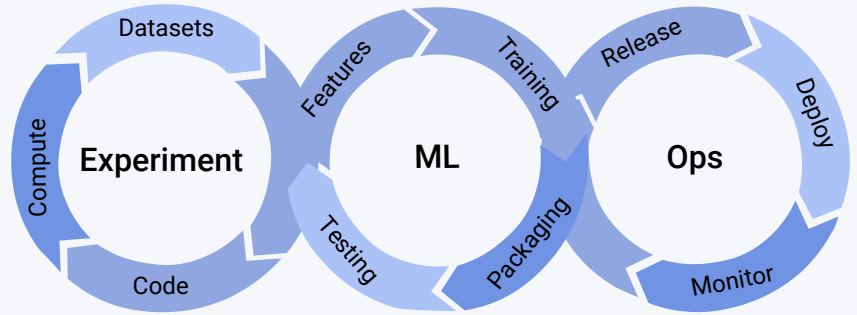 Datasets
Compute
Experiment
Code
Features
Training
ML
Testing
Packaging
Release
Deploy
Ops
Monitor